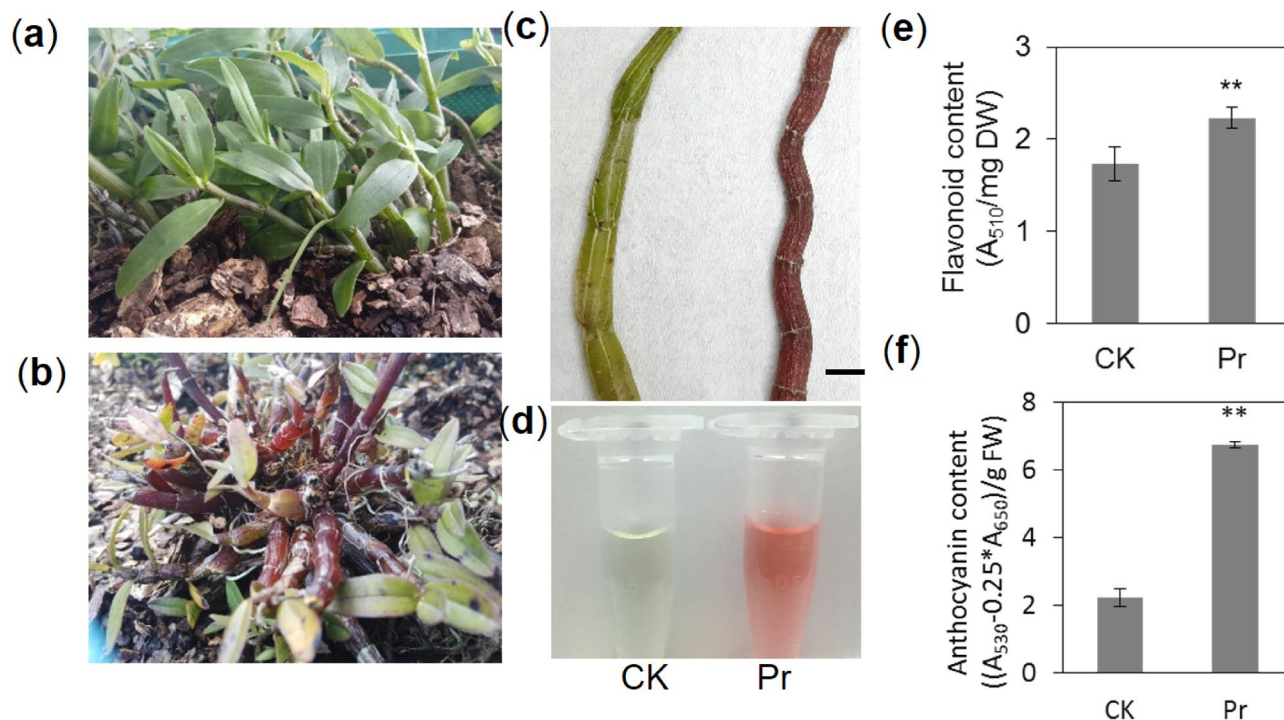 (a)
(b)
(c)
(d)
CK Pr
(e)
Flavonoid content
(A510/mg DW)
3
**
2
1
0
CK Pr
(f)
Anthocyanin content
((A530-0.25*A650)/g FW)
8
**
6
4
2
0
CK Pr